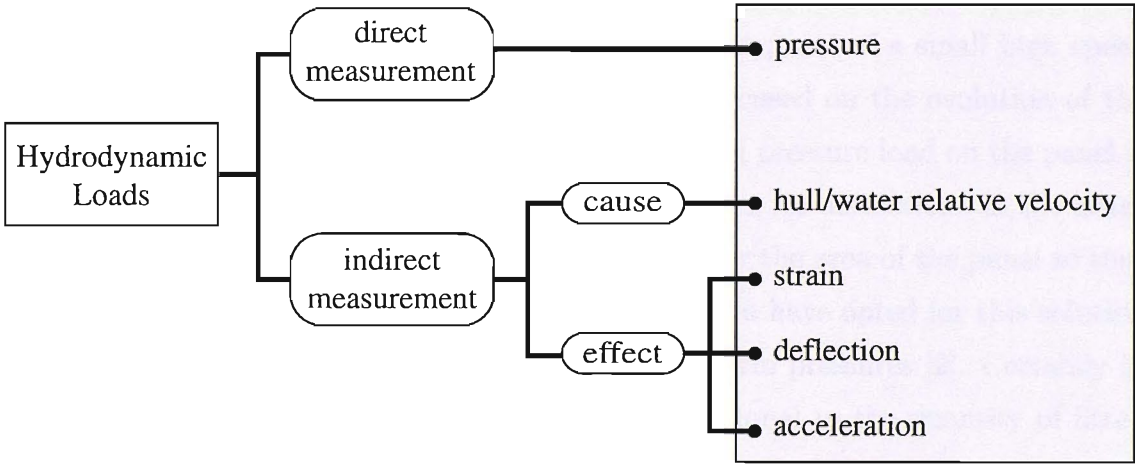 Hydrodynamic
Loads
direct
measurement
indirect
measurement
cause
effect
pressure
hull/water relative velocity
strain
deflection
acceleration